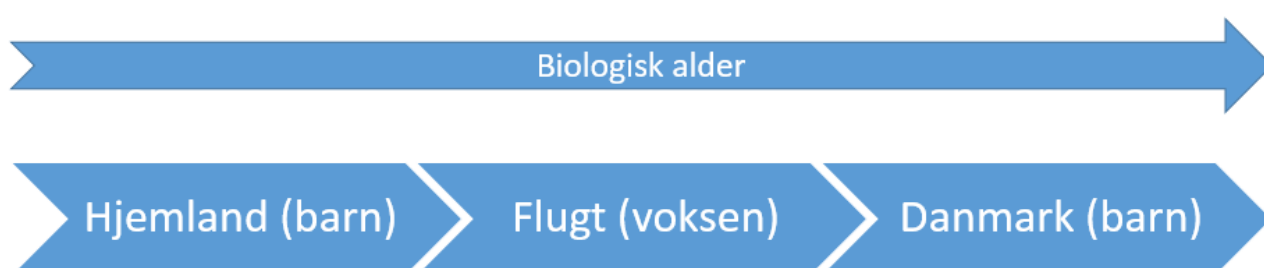 Biologisk alder
Hjemland (barn) Flugt (voksen) Danmark (barn)